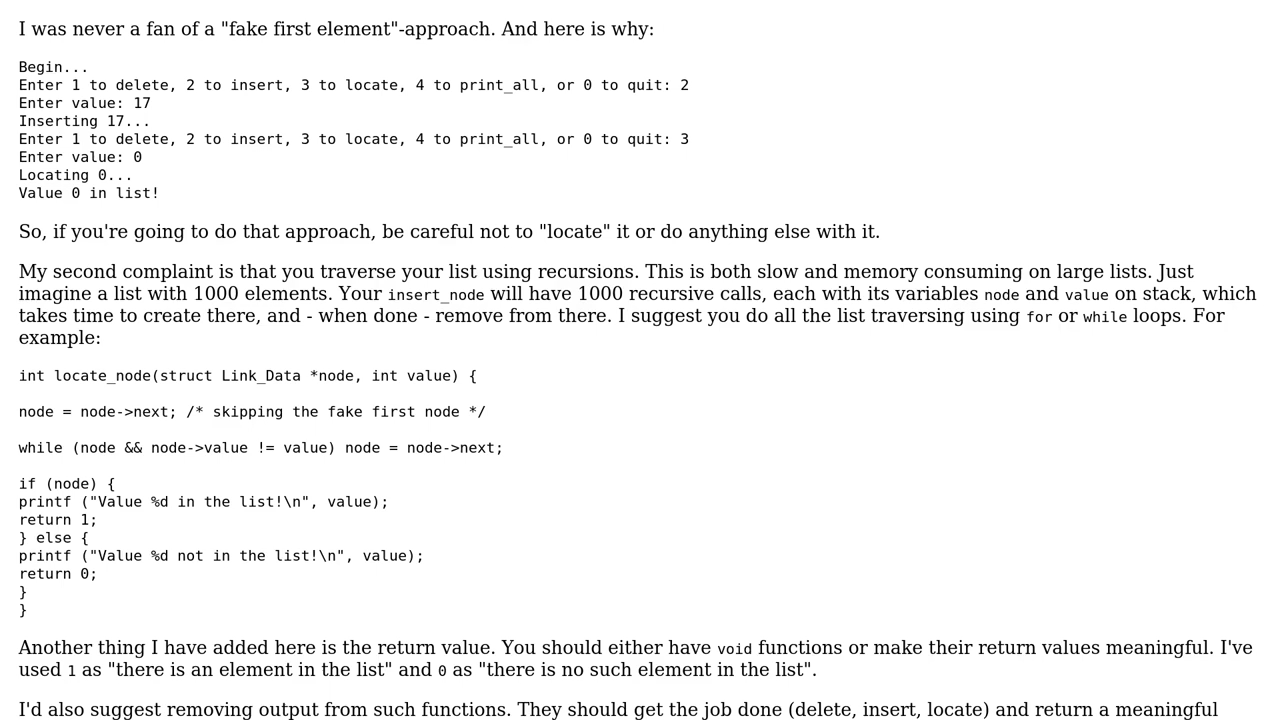 I was never a fan of a "fake first element"-approach. And here is why:
Begin...
Enter 1 to delete, 2 to insert, 3 to locate, 4 to print_all, or 0 to quit: 2
Enter value: 17
Inserting 17...
Enter 1 to delete, 2 to insert, 3 to locate, 4 to print_all, or 0 to quit: 3
Enter value: 0
Locating 0...
Value 0 in list!
So, if you're going to do that approach, be careful not to "locate" it or do anything else with it.
My second complaint is that you traverse your list using recursions. This is both slow and memory consuming on large lists. Just
imagine a list with 1000 elements. Your insert_node will have 1000 recursive calls, each with its variables node and value on stack, which
takes time to create there, and - when done - remove from there. I suggest you do all the list traversing using for or while loops. For
example:
int locate_node(struct Link_Data *node, int value) {
node = node->next; /* skipping the fake first node */
while (node && node->value != value) node = node->next;
if (node) {
printf ("Value %d in the list!\n", value);
return 1;
} else {
printf ("Value %d not in the list!\n", value);
return 0;
}
}
Another thing I have added here is the return value. You should either have void functions or make their return values meaningful. I've
used 1 as "there is an element in the list" and 0 as "there is no such element in the list".
I'd also suggest removing output from such functions. They should get the job done (delete, insert, locate) and return a meaningful